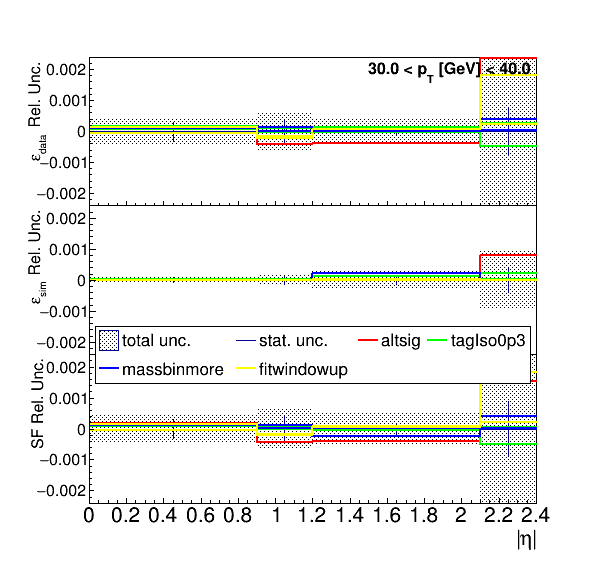 30.0 < p_T [GeV] < 40.0
ε_data Rel. Unc.
0.002
0.001
0
−0.001
−0.002
ε_sim Rel. Unc.
0.002
0.001
0
−0.001
−0.002
total unc. stat. unc. altsig tagIso0p3
massbinmore fitwindowup
SF Rel. Unc.
0.002
0.001
0
−0.001
−0.002
0 0.2 0.4 0.6 0.8 1 1.2 1.4 1.6 1.8 2 2.2 2.4
|η|